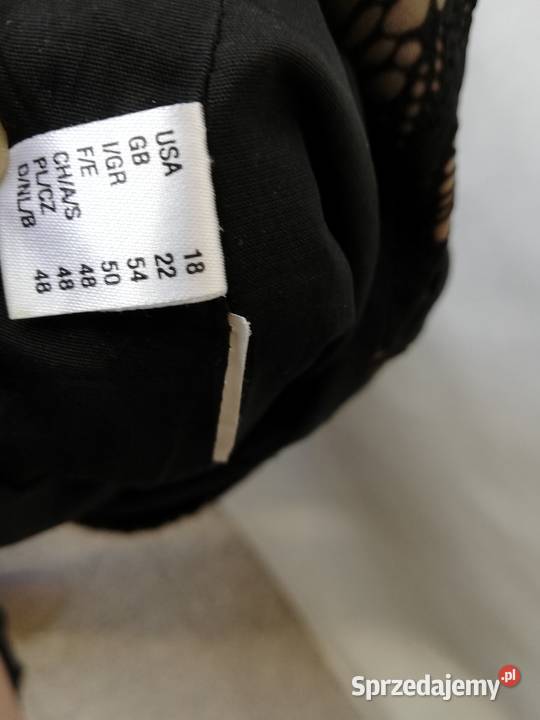 USA 18
GB 22
I/GR 54
F/E 50
CH/A/S 48
PL/CZ 48
D/NL/B 48
Sprzedajemy.pl